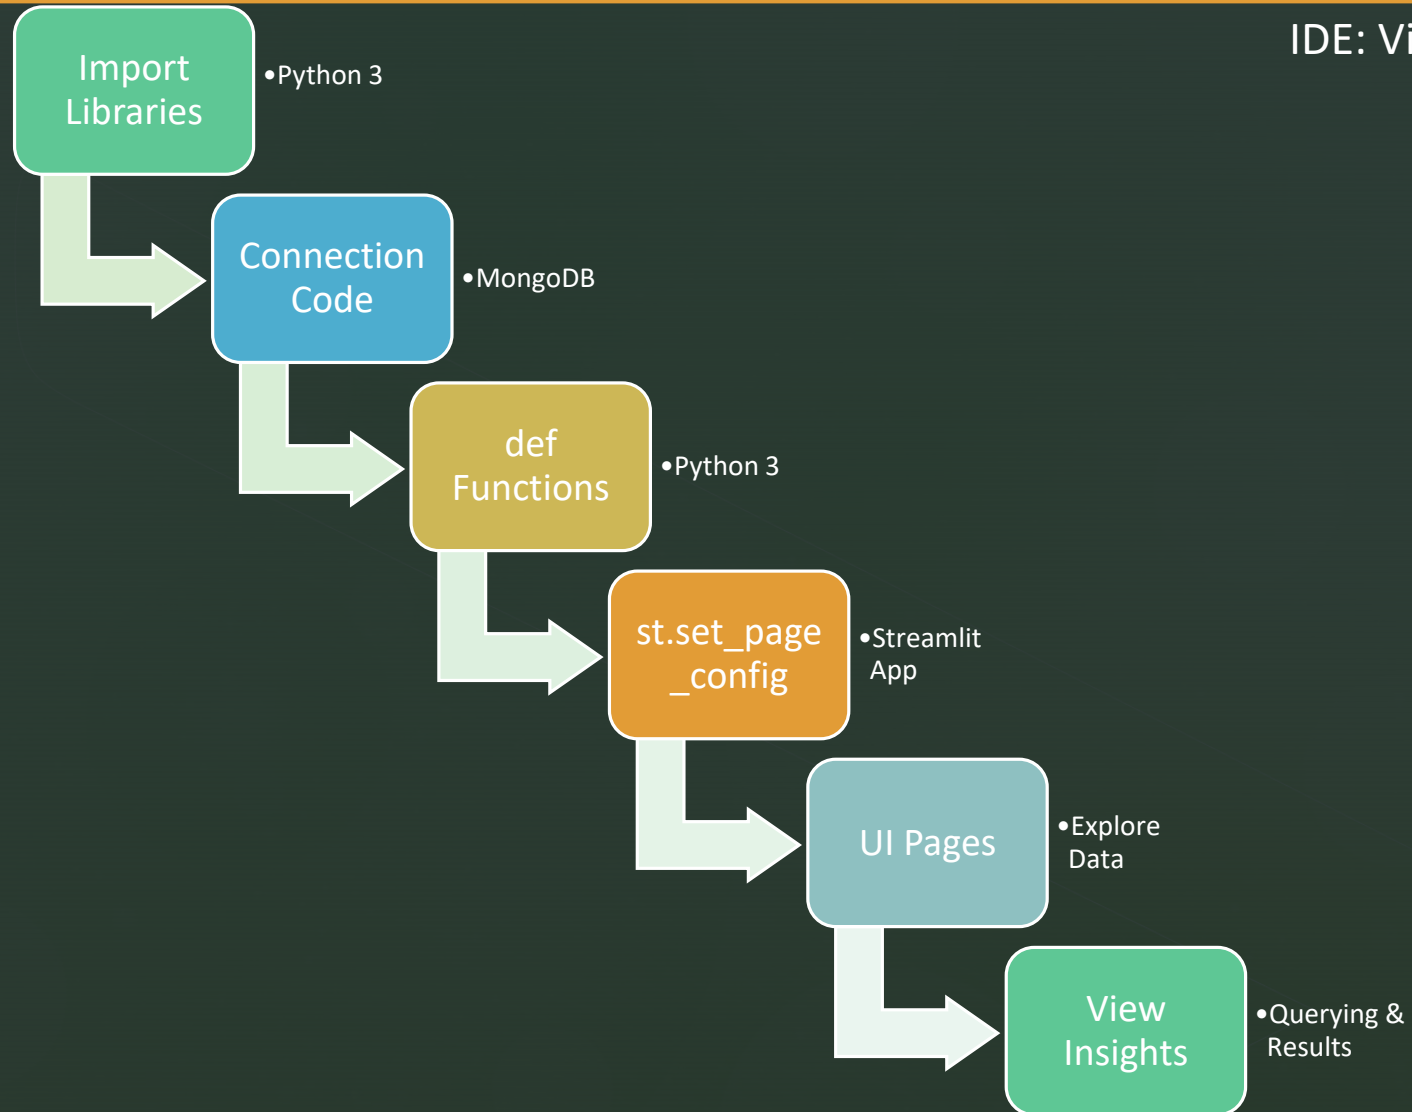 IDE: Vi
Import
Libraries
•Python 3
Connection
Code
•MongoDB
def
Functions
•Python 3
st.set_page
_config
•Streamlit
App
UI Pages
•Explore
Data
View
Insights
•Querying &
Results